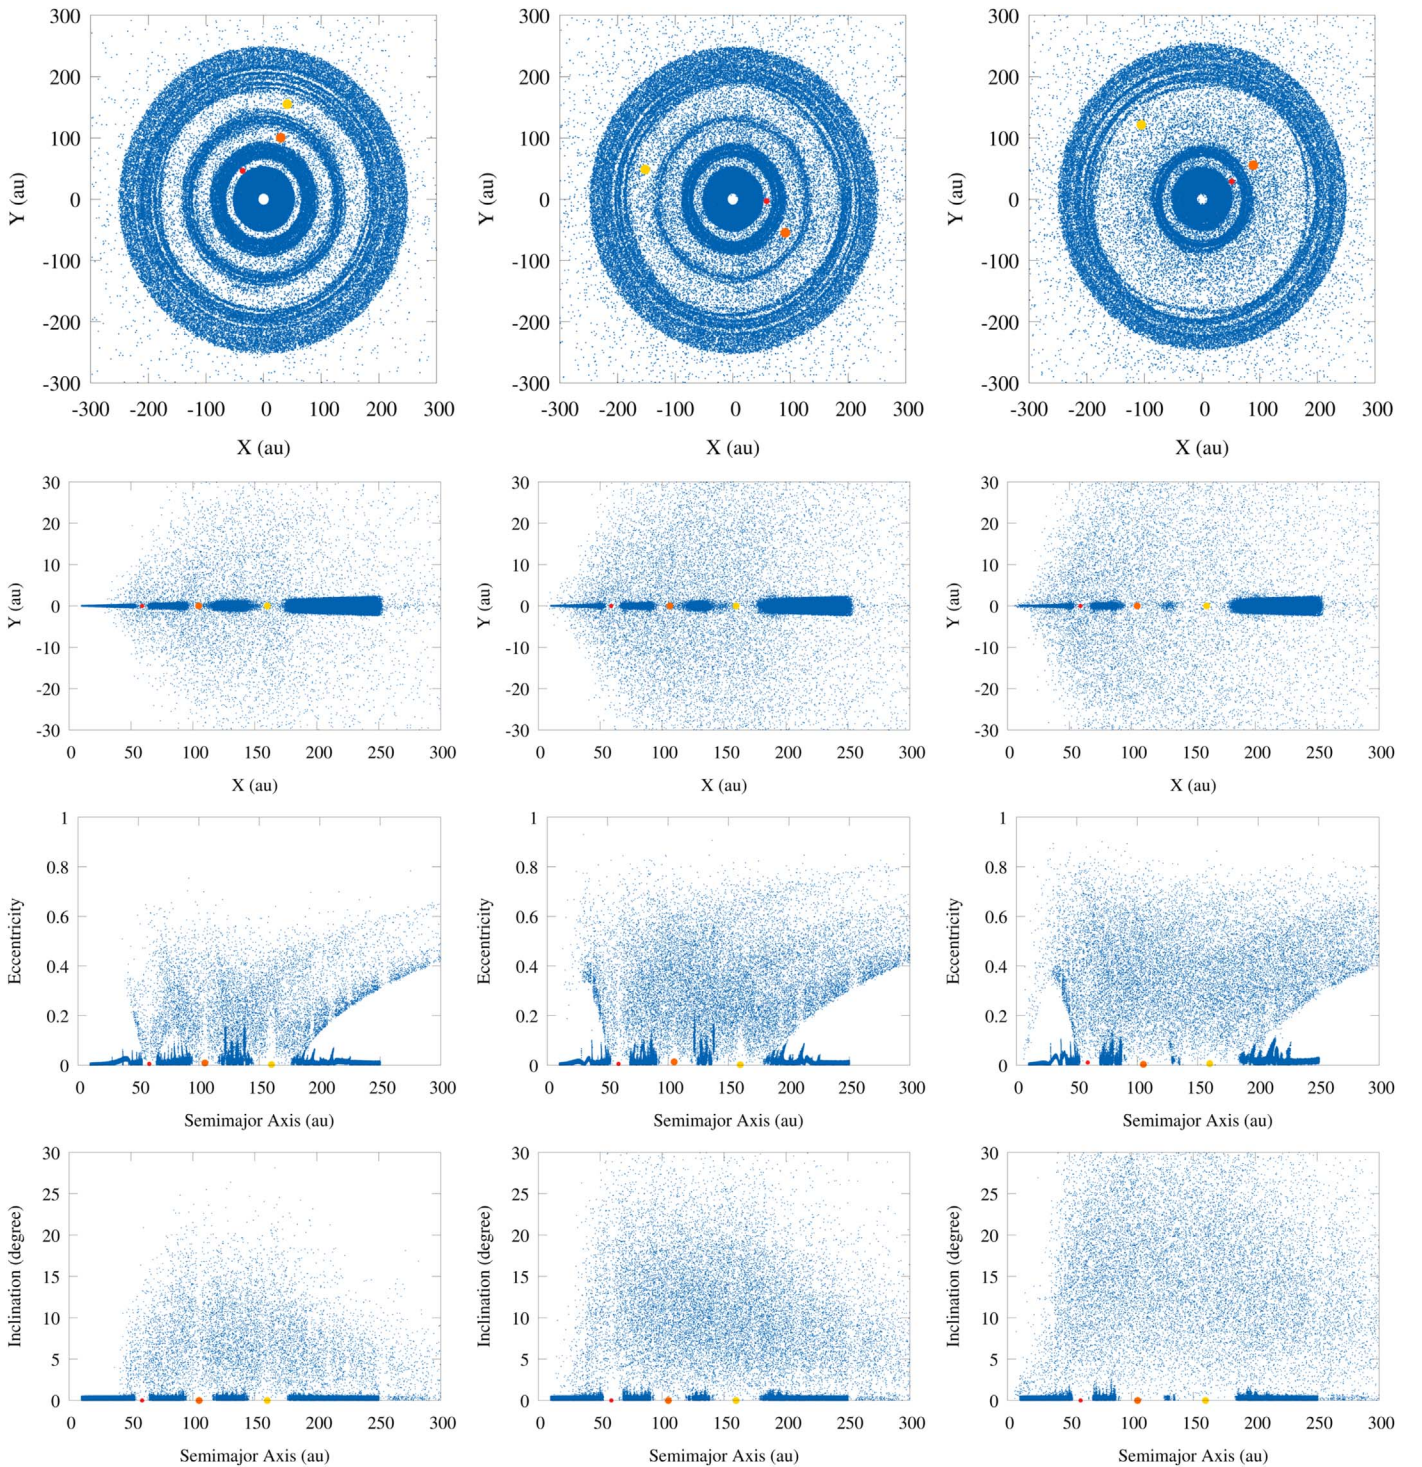 300 300 300
200 200 200
100 100 100
0 0 0
-100 -100 -100
-200 -200 -200
-300 -300 -300
Y (au) Y (au) Y (au)
-300 -200 -100 0 100 200 300 -300 -200 -100 0 100 200 300 -300 -200 -100 0 100 200 300
X (au) X (au) X (au)
30 30 30
20 20 20
10 10 10
0 0 0
-10 -10 -10
-20 -20 -20
-30 -30 -30
Y (au) Y (au) Y (au)
0 50 100 150 200 250 300 0 50 100 150 200 250 300 0 50 100 150 200 250 300
X (au) X (au) X (au)
1 1 1
0.8 0.8 0.8
0.6 0.6 0.6
0.4 0.4 0.4
0.2 0.2 0.2
0 0 0
Eccentricity Eccentricity Eccentricity
0 50 100 150 200 250 300 0 50 100 150 200 250 300 0 50 100 150 200 250 300
Semimajor Axis (au) Semimajor Axis (au) Semimajor Axis (au)
30 30 30
25 25 25
20 20 20
15 15 15
10 10 10
5 5 5
0 0 0
Inclination (degree) Inclination (degree) Inclination (degree)
0 50 100 150 200 250 300 0 50 100 150 200 250 300 0 50 100 150 200 250 300
Semimajor Axis (au) Semimajor Axis (au) Semimajor Axis (au)